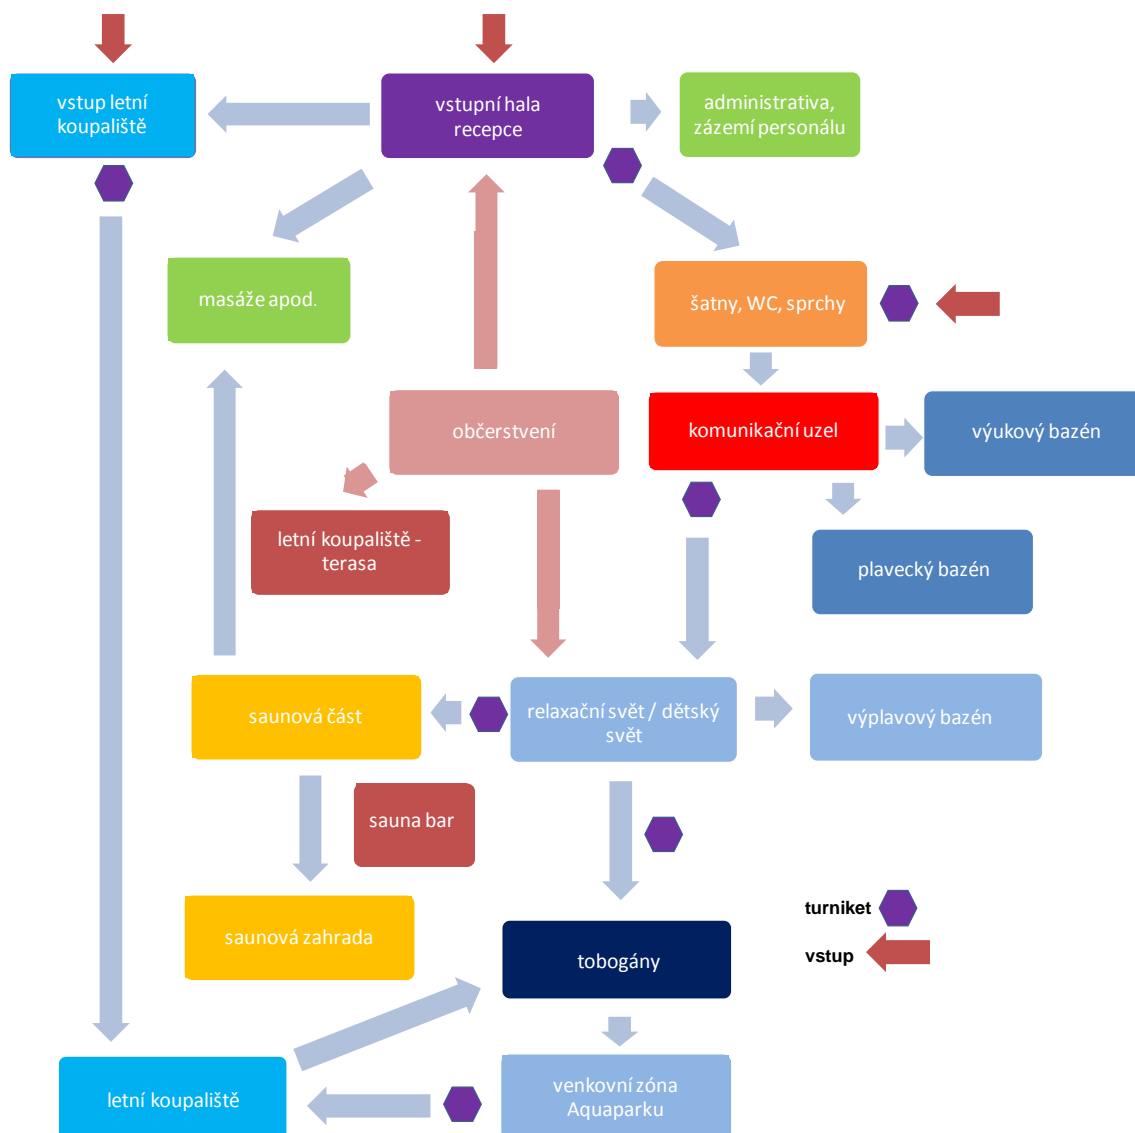 vstup letní
koupaliště
vstupní hala
recepce
administrativa,
zázemí personálu
masáže apod.
šatny, WC, sprchy
občerstvení
komunikační uzel
výukový bazén
letní koupaliště -
terasa
plavecký bazén
saunová část
relaxační svět / dětský
svět
výplavový bazén
sauna bar
turniket
saunová zahrada
tobogány
vstup
letní koupaliště
venkovní zóna
Aquaparku